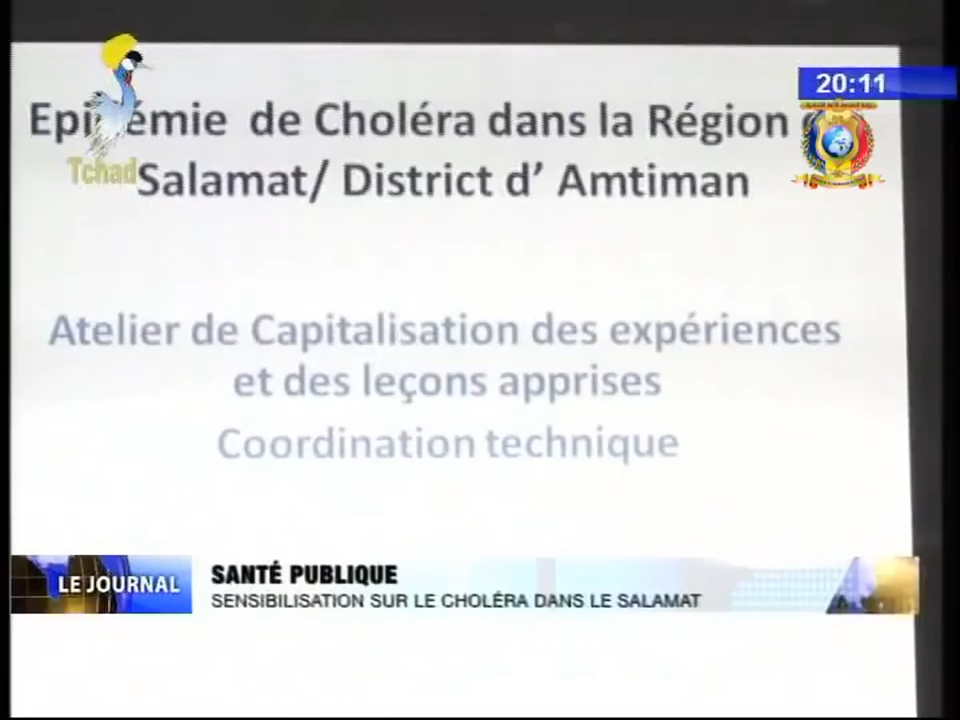 20:11
Epidémie de Choléra dans la Région
Tchad
Salamat/ District d' Amtiman
Atelier de Capitalisation des expériences
et des leçons apprises
Coordination technique
LE JOURNAL
SANTÉ PUBLIQUE
SENSIBILISATION SUR LE CHOLÉRA DANS LE SALAMAT